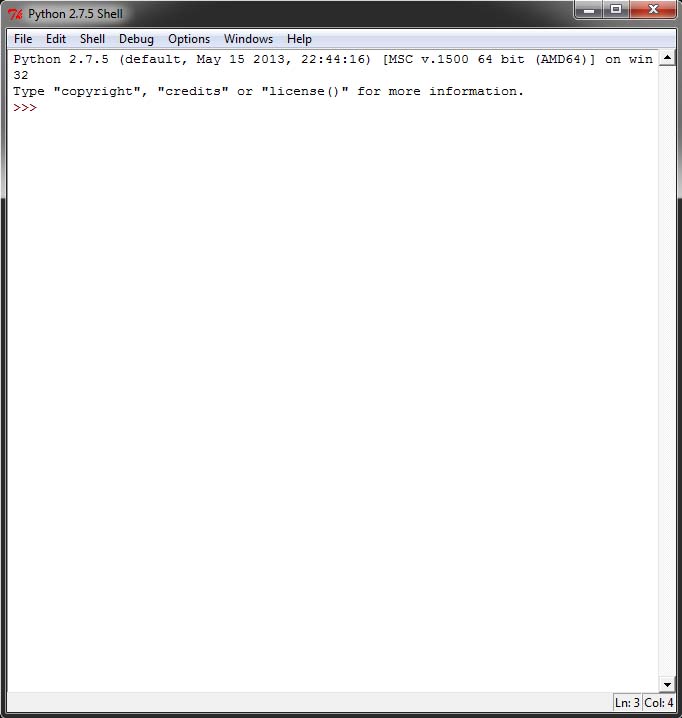 Python 2.7.5 Shell
File Edit Shell Debug Options Windows Help
Python 2.7.5 (default, May 15 2013, 22:44:16) [MSC v.1500 64 bit (AMD64)] on win
32
Type "copyright", "credits" or "license()" for more information.
>>>
Ln: 3 Col: 4